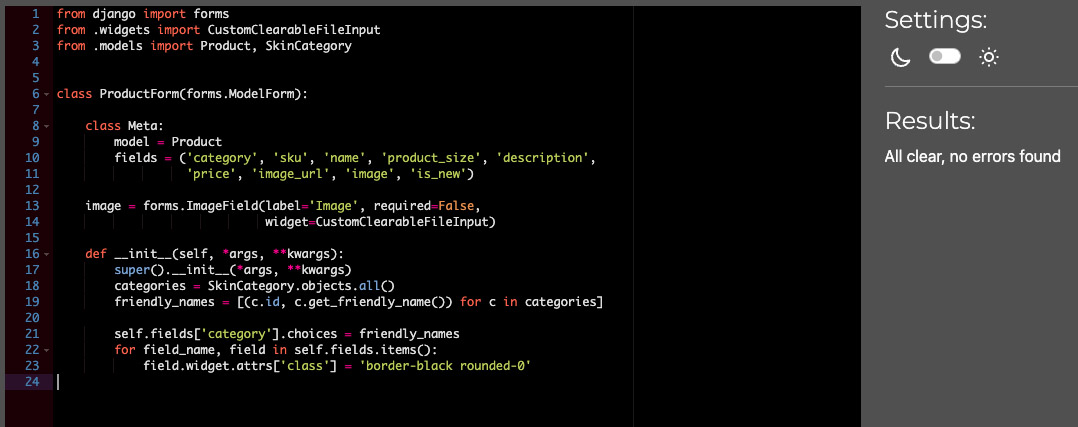 1 from django import forms
2 from .widgets import CustomClearableFileInput
3 from .models import Product, SkinCategory
4
5
6 class ProductForm(forms.ModelForm):
7
8     class Meta:
9         model = Product
10         fields = ('category', 'sku', 'name', 'product_size', 'description',
11                   'price', 'image_url', 'image', 'is_new')
12
13     image = forms.ImageField(label='Image', required=False,
14                              widget=CustomClearableFileInput)
15
16     def __init__(self, *args, **kwargs):
17         super().__init__(*args, **kwargs)
18         categories = SkinCategory.objects.all()
19         friendly_names = [(c.id, c.get_friendly_name()) for c in categories]
20
21         self.fields['category'].choices = friendly_names
22         for field_name, field in self.fields.items():
23             field.widget.attrs['class'] = 'border-black rounded-0'
24
Settings:
Results:
All clear, no errors found